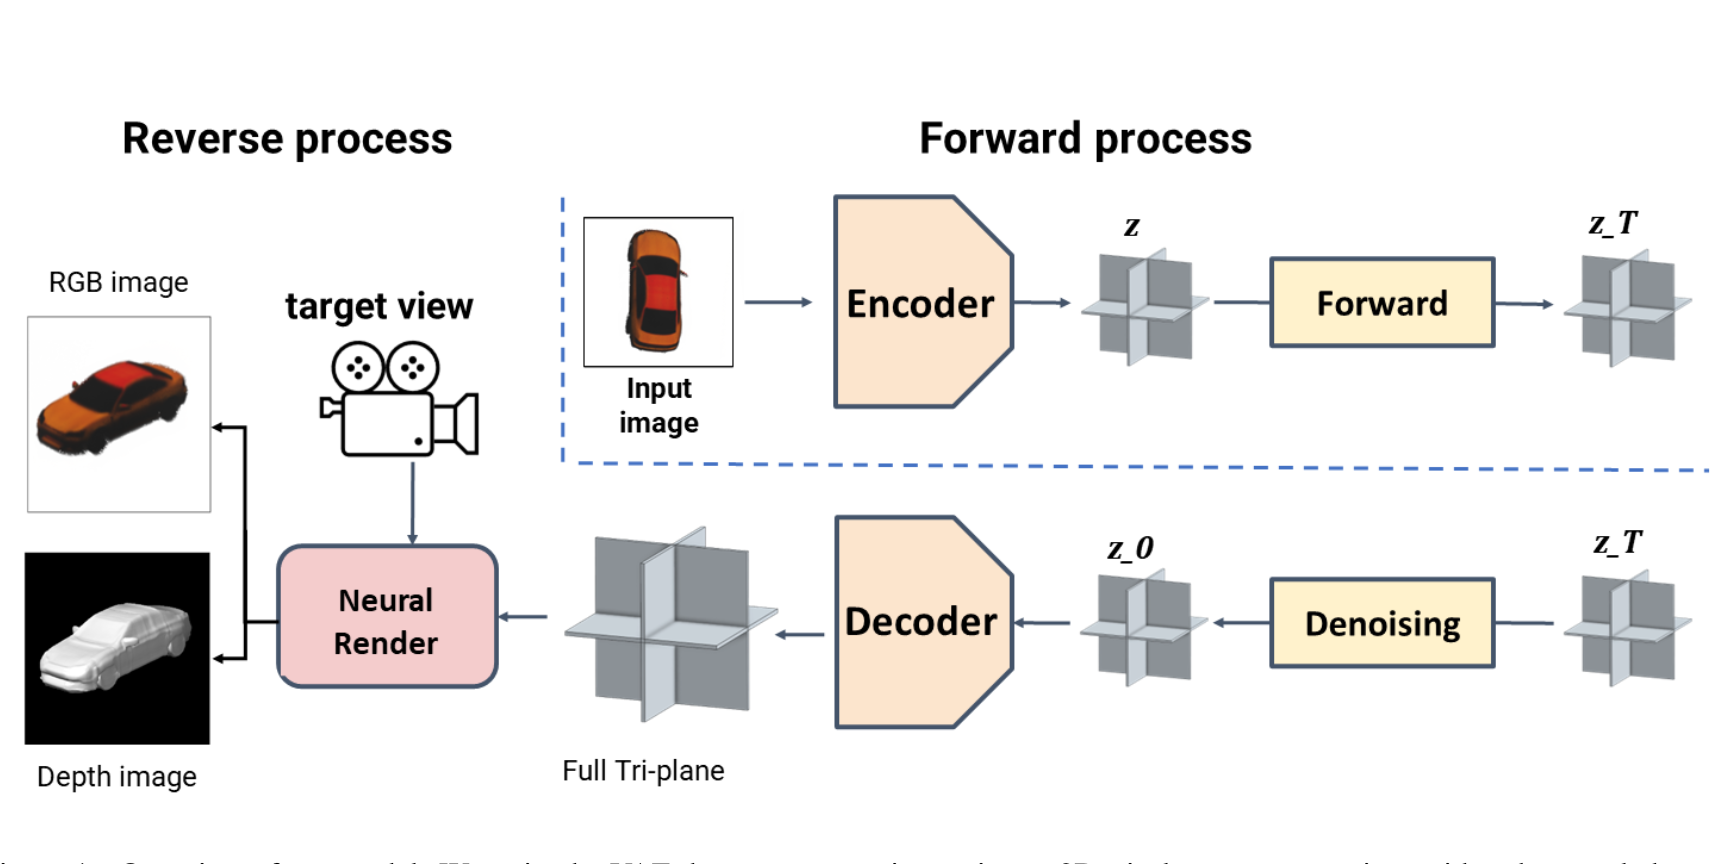 Reverse process
Forward process
RGB image
target view
Input
image
Encoder
z
Forward
z_T
Neural
Render
Full Tri-plane
Decoder
z_0
Denoising
z_T
Depth image